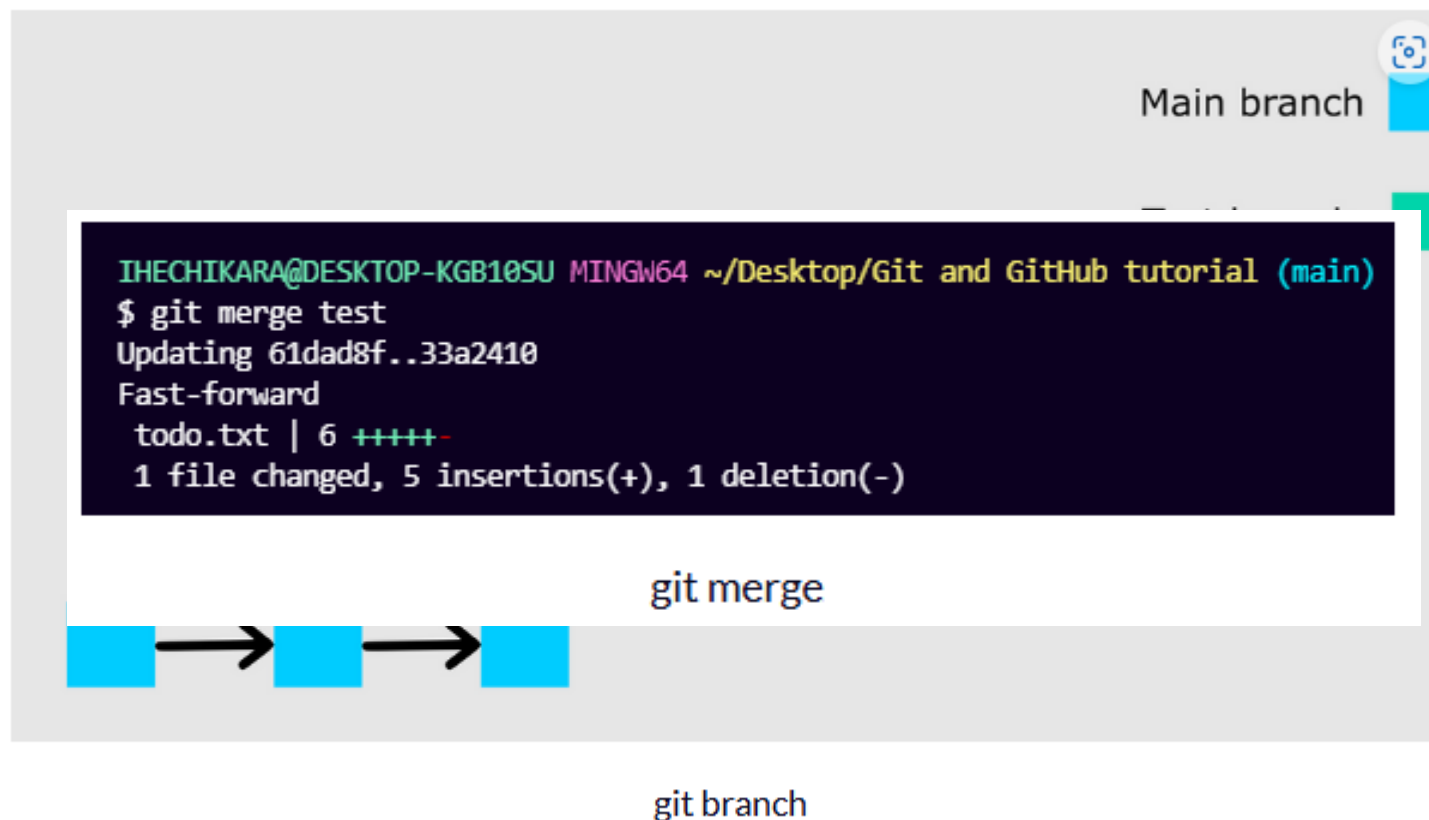 Main branch
IHECHIKARA@DESKTOP-KGB10SU MINGW64 ~/Desktop/Git and GitHub tutorial (main)
$ git merge test
Updating 61dad8f..33a2410
Fast-forward
todo.txt | 6 +++++-
1 file changed, 5 insertions(+), 1 deletion(-)
git merge
git branch